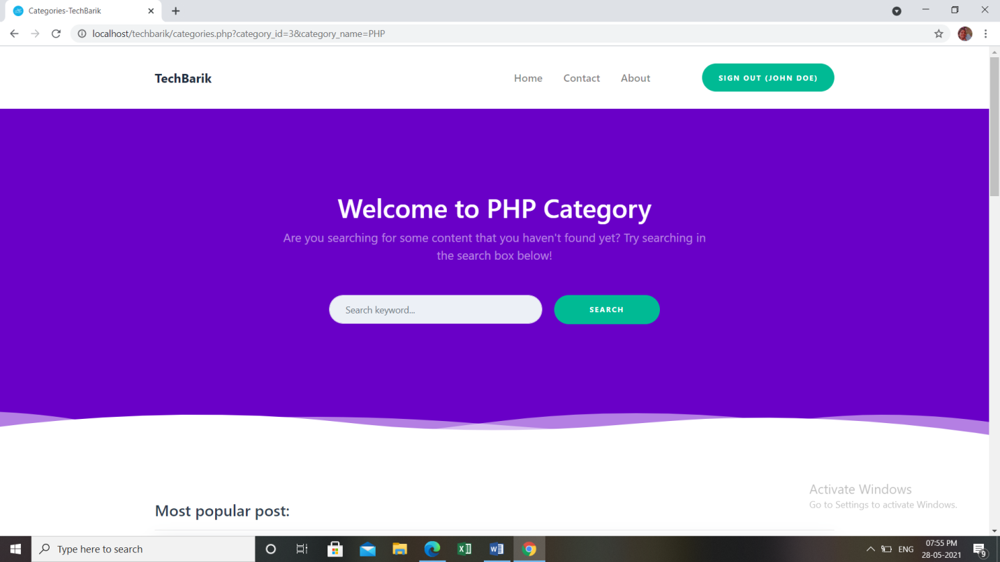 Categories-TechBarik
localhost/techbarik/categories.php?category_id=3&category_name=PHP
TechBarik
Home Contact About SIGN OUT (JOHN DOE)
Welcome to PHP Category
Are you searching for some content that you haven't found yet? Try searching in
the search box below!
Search keyword...
SEARCH
Most popular post:
Activate Windows
Go to Settings to activate Windows.
Type here to search
ENG
07:55 PM
28-05-2021
9